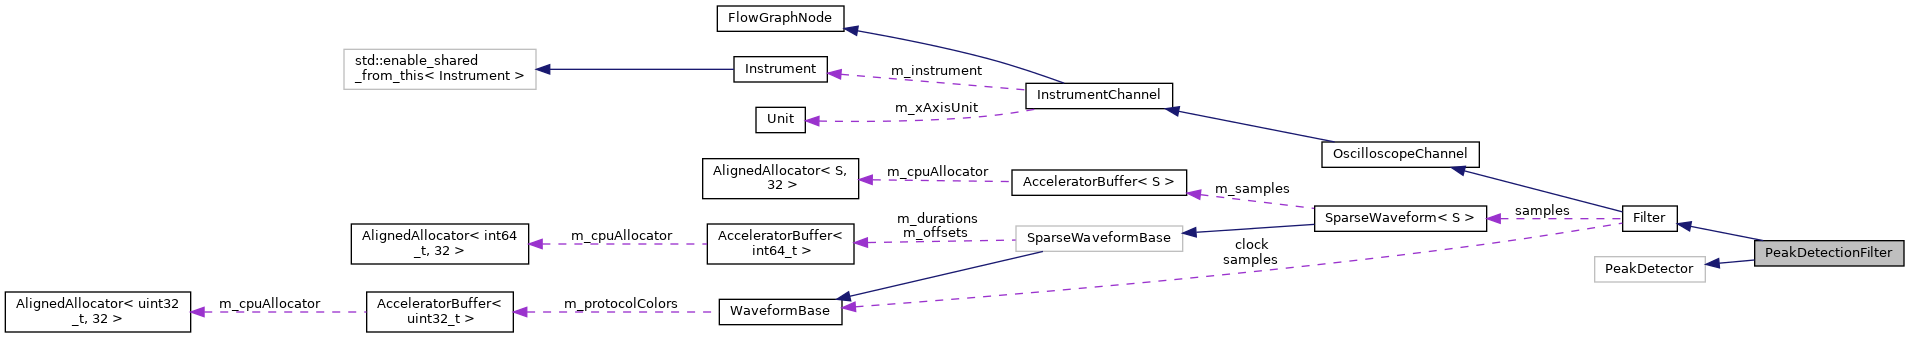 FlowGraphNode
std::enable_shared
_from_this< Instrument >
Instrument
m_instrument
InstrumentChannel
m_xAxisUnit
Unit
OscilloscopeChannel
AlignedAllocator< S,
32 >
m_cpuAllocator
AcceleratorBuffer< S >
m_samples
SparseWaveform< S >
samples
Filter
AlignedAllocator< int64
_t, 32 >
m_cpuAllocator
AcceleratorBuffer<
int64_t >
m_durations
m_offsets
SparseWaveformBase
clock
samples
PeakDetectionFilter
PeakDetector
AlignedAllocator< uint32
_t, 32 >
m_cpuAllocator
AcceleratorBuffer<
uint32_t >
m_protocolColors
WaveformBase